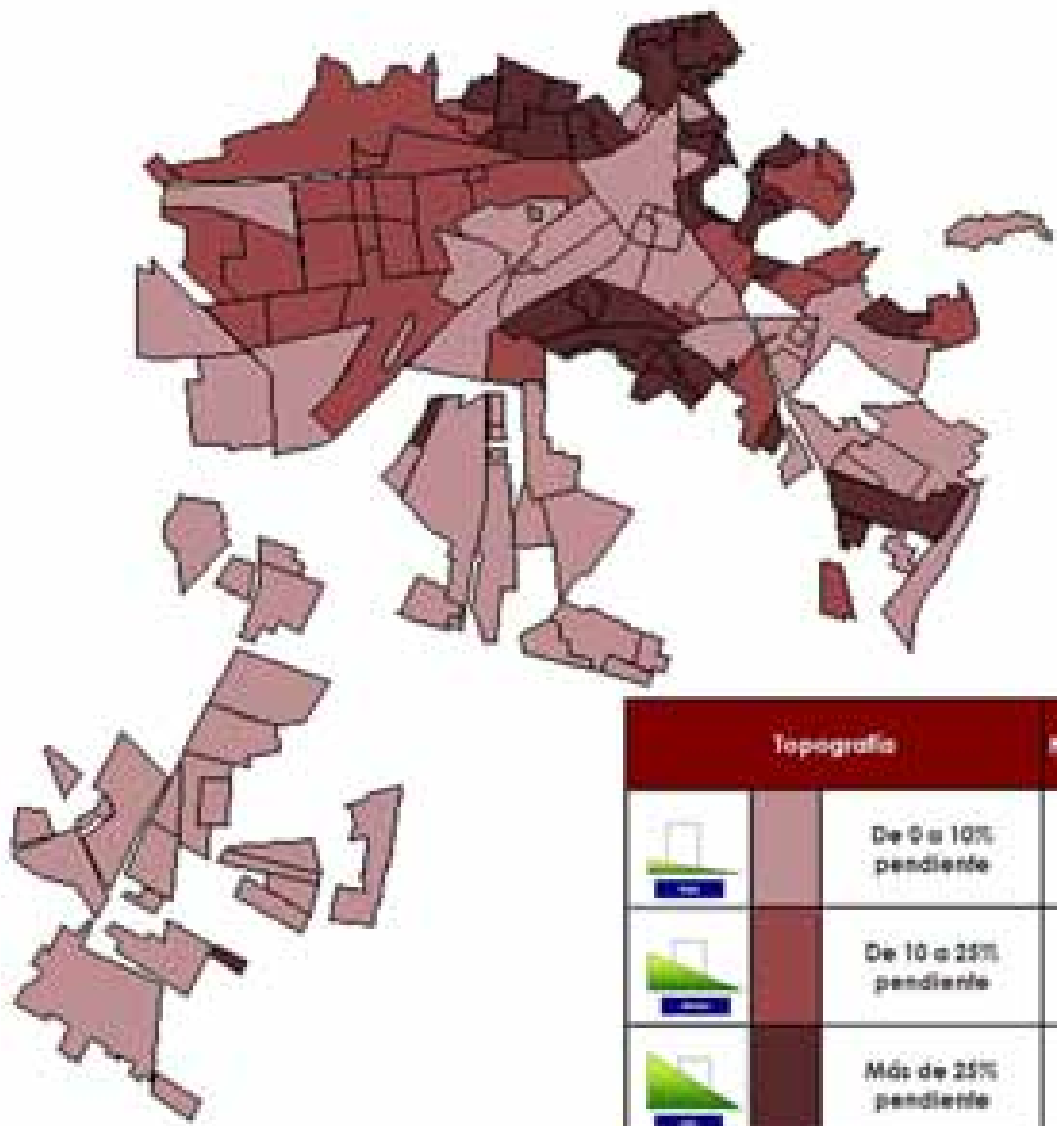 Topografía
De 0 a 10%
pendiente
De 10 a 25%
pendiente
Más de 25%
pendiente